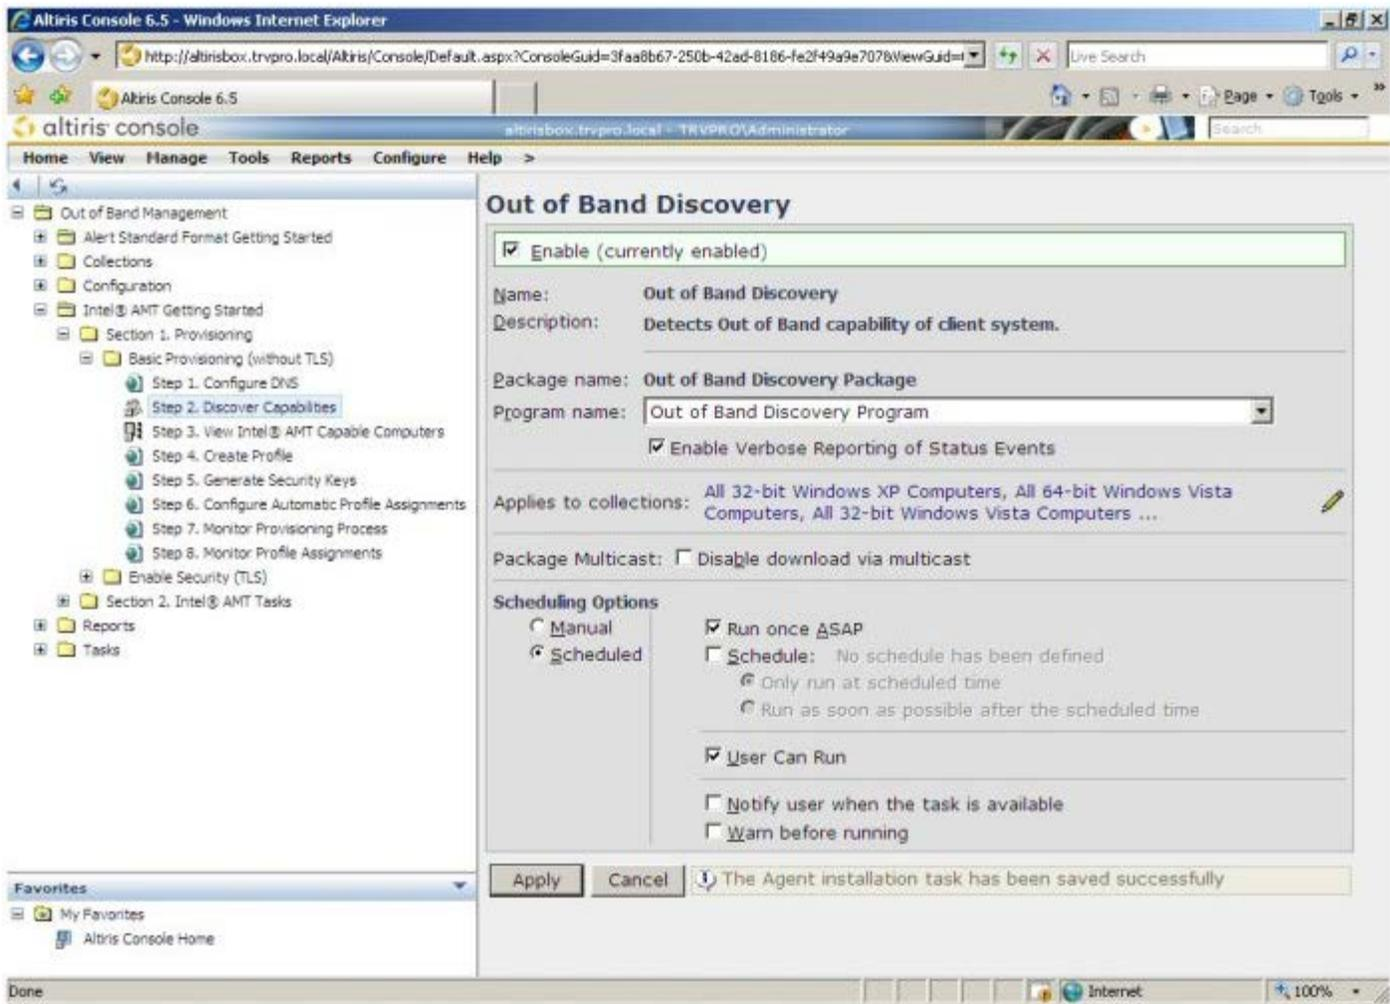 Altiris Console 6.5 - Windows Internet Explorer
http://altirisbox.trvpro.local/Altiris/Console/Default.aspx?ConsoleGuid=3faa8b67-250b-42ad-8186-fe2f49a9e707&ViewGuid=
Live Search
Altiris Console 6.5
Page
Tools
altiris console
altirisbox.trvpro.local - TRVPRO\Administrator
Search
Home View Manage Tools Reports Configure Help >
Out of Band Management
Alert Standard Format Getting Started
Collections
Configuration
Intel® AMT Getting Started
Section 1. Provisioning
Basic Provisioning (without TLS)
Step 1. Configure DNS
Step 2. Discover Capabilities
Step 3. View Intel® AMT Capable Computers
Step 4. Create Profile
Step 5. Generate Security Keys
Step 6. Configure Automatic Profile Assignments
Step 7. Monitor Provisioning Process
Step 8. Monitor Profile Assignments
Enable Security (TLS)
Section 2. Intel® AMT Tasks
Reports
Tasks
Favorites
My Favorites
Altiris Console Home
Out of Band Discovery
Enable (currently enabled)
Name: Out of Band Discovery
Description: Detects Out of Band capability of client system.
Package name: Out of Band Discovery Package
Program name: Out of Band Discovery Program
Enable Verbose Reporting of Status Events
Applies to collections: All 32-bit Windows XP Computers, All 64-bit Windows Vista
Computers, All 32-bit Windows Vista Computers ...
Package Multicast: Disable download via multicast
Scheduling Options
Manual
Scheduled
Run once ASAP
Schedule: No schedule has been defined
Only run at scheduled time
Run as soon as possible after the scheduled time
User Can Run
Notify user when the task is available
Warn before running
Apply Cancel The Agent installation task has been saved successfully
Done Internet 100%